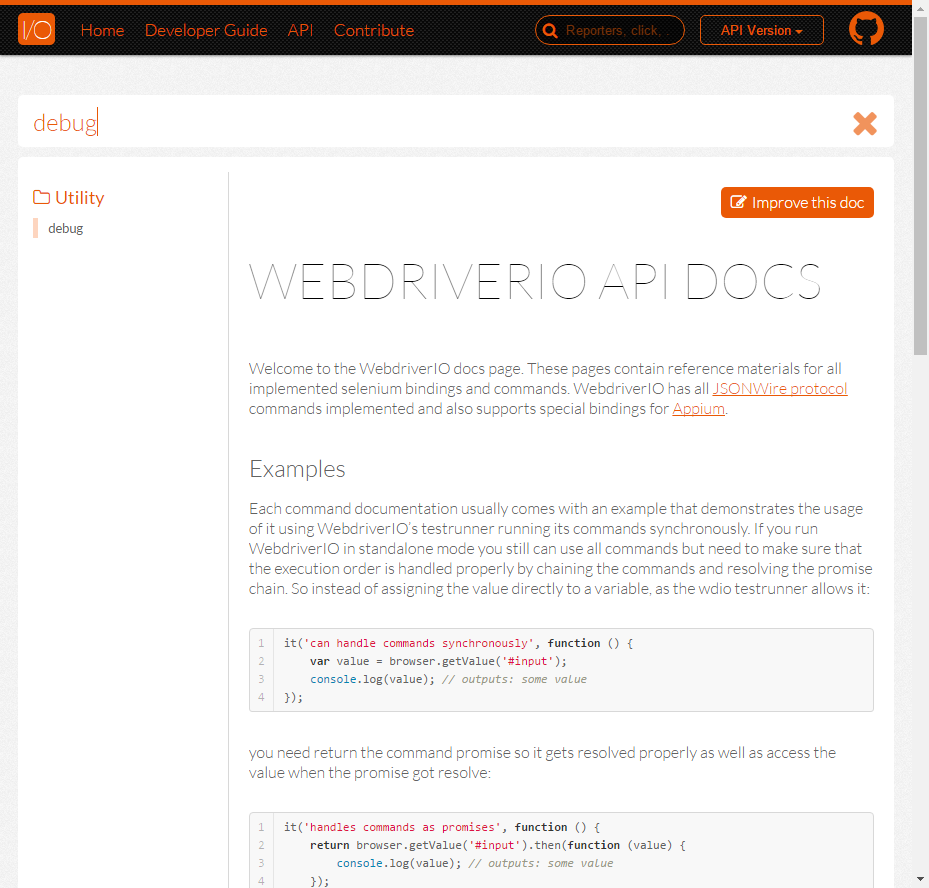 I/O Home Developer Guide API Contribute Reporters, click, . API Version
debug
Utility
debug
Improve this doc
WEBDRIVERIO API DOCS
Welcome to the WebdriverIO docs page. These pages contain reference materials for all
implemented selenium bindings and commands. WebdriverIO has all JSONWire protocol
commands implemented and also supports special bindings for Appium.
Examples
Each command documentation usually comes with an example that demonstrates the usage
of it using WebdriverIO’s testrunner running its commands synchronously. If you run
WebdriverIO in standalone mode you still can use all commands but need to make sure that
the execution order is handled properly by chaining the commands and resolving the promise
chain. So instead of assigning the value directly to a variable, as the wdio testrunner allows it:
1 it('can handle commands synchronously', function () {
2 var value = browser.getValue('#input');
3 console.log(value); // outputs: some value
4 });
you need return the command promise so it gets resolved properly as well as access the
value when the promise got resolve:
1 it('handles commands as promises', function () {
2 return browser.getValue('#input').then(function (value) {
3 console.log(value); // outputs: some value
4 });